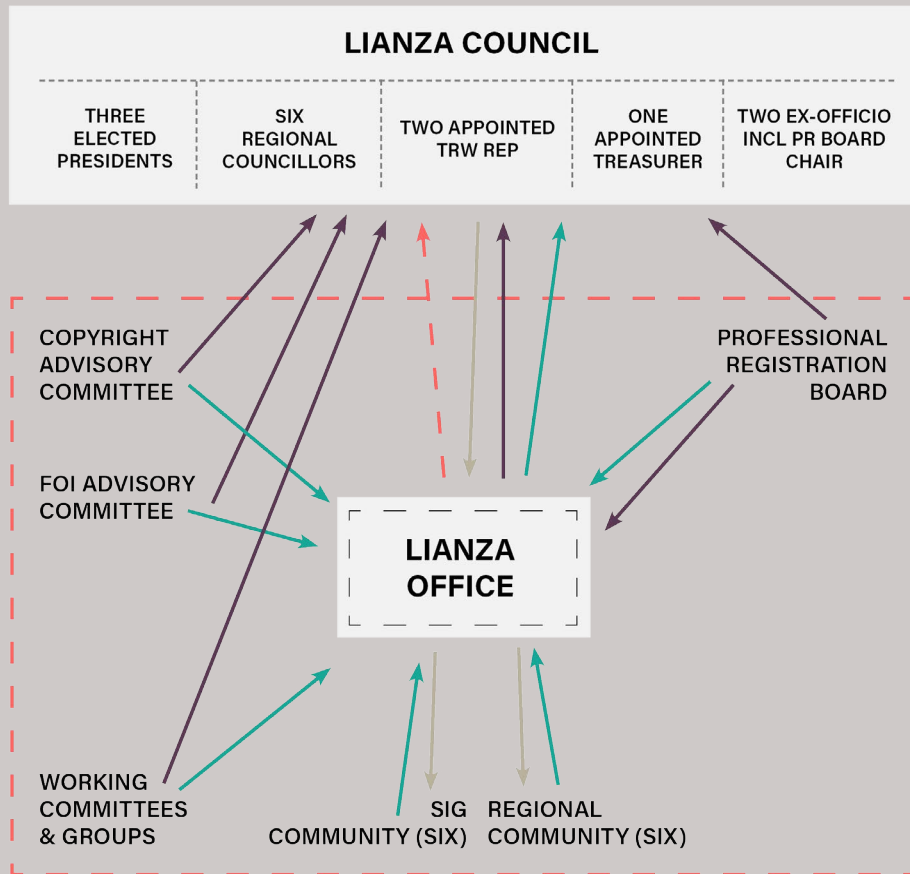 LIANZA COUNCIL
THREE
ELECTED
PRESIDENTS
SIX
REGIONAL
COUNCILLORS
TWO APPOINTED
TRW REP
ONE
APPOINTED
TREASURER
TWO EX-OFFICIO
INCL PR BOARD
CHAIR
COPYRIGHT
ADVISORY
COMMITTEE
PROFESSIONAL
REGISTRATION
BOARD
FOI ADVISORY
COMMITTEE
LIANZA
OFFICE
WORKING
COMMITTEES
& GROUPS
SIG
COMMUNITY (SIX)
REGIONAL
COMMUNITY (SIX)